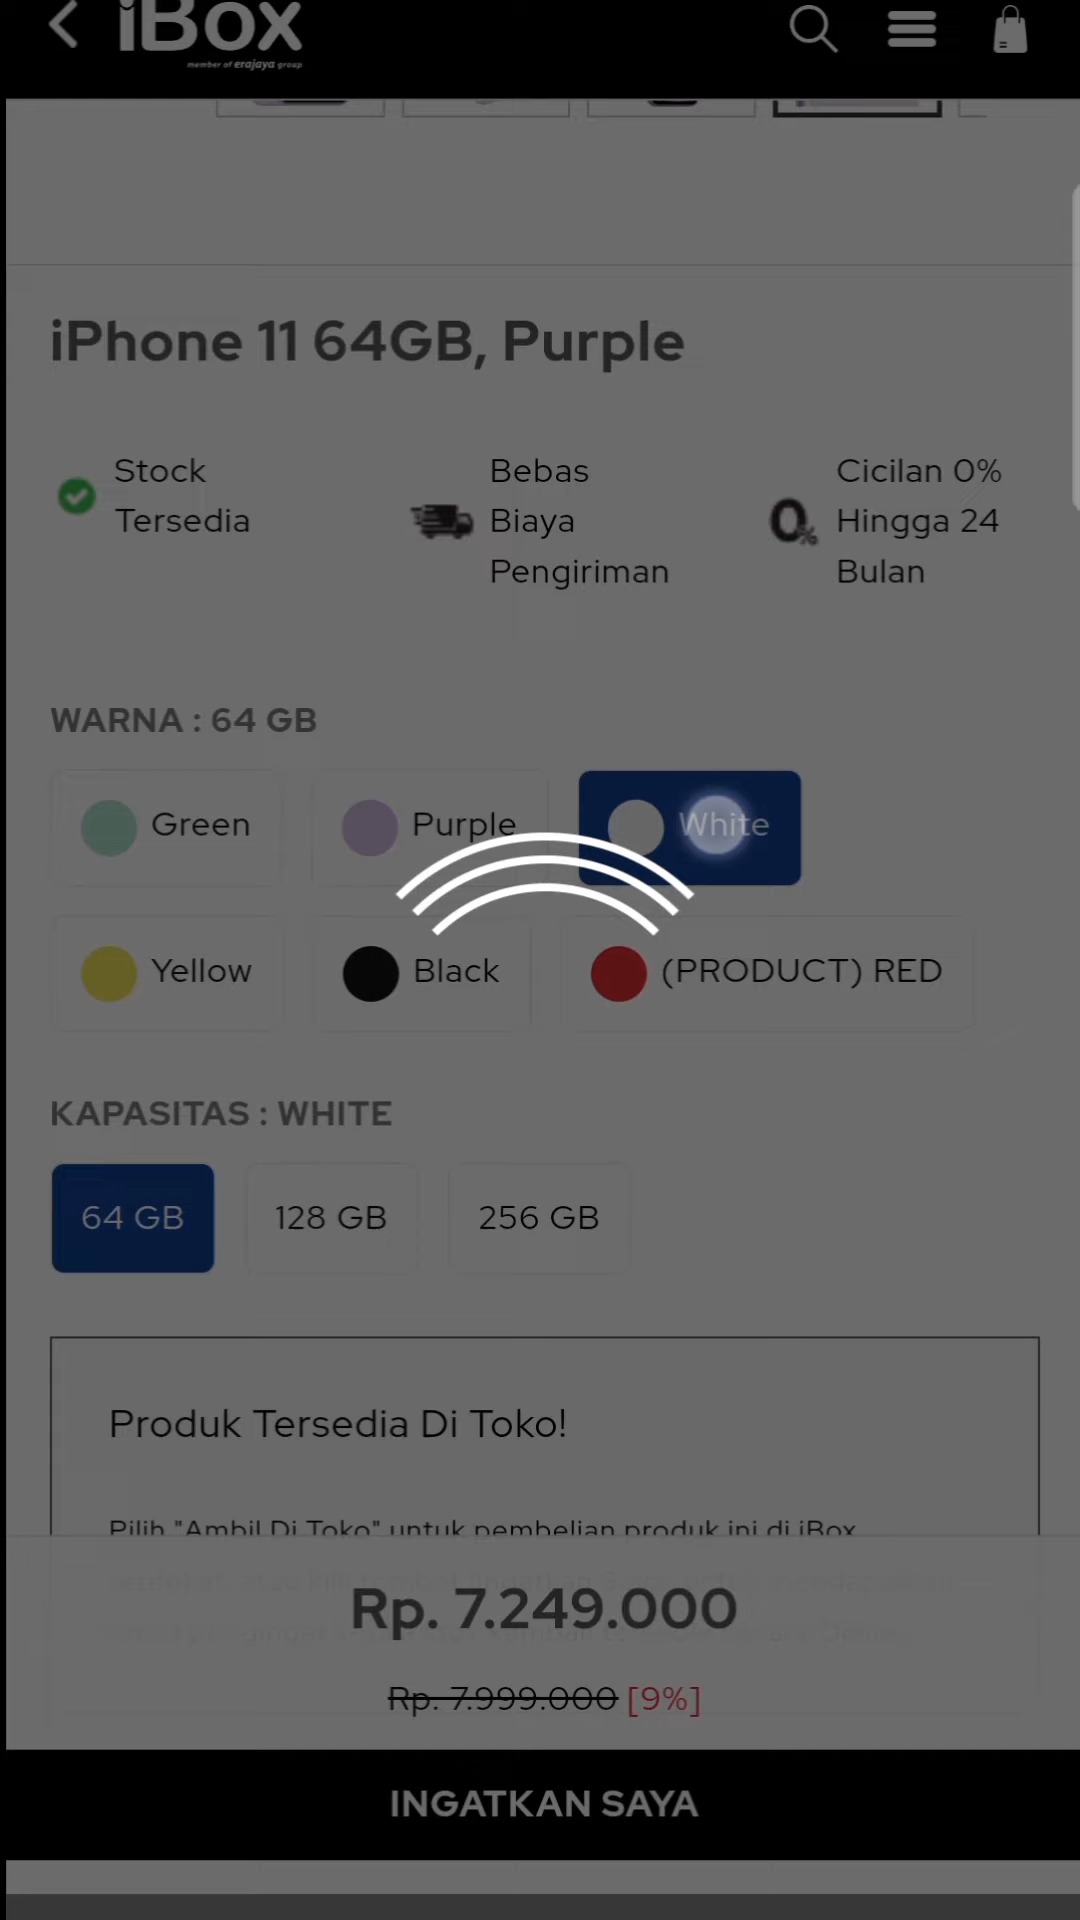 iBox
member of erajaya group
iPhone 11 64GB, Purple
Stock
Tersedia
Bebas
Biaya
Pengiriman
0%
Cicilan 0%
Hingga 24
Bulan
WARNA : 64 GB
Green
Purple
White
Yellow
Black
(PRODUCT) RED
KAPASITAS : WHITE
64 GB
128 GB
256 GB
Produk Tersedia Di Toko!
Pilih "Ambil Di Toko" untuk pembelian produk ini di iBox
Rp. 7.249.000
Rp. 7.999.000 [9%]
INGATKAN SAYA